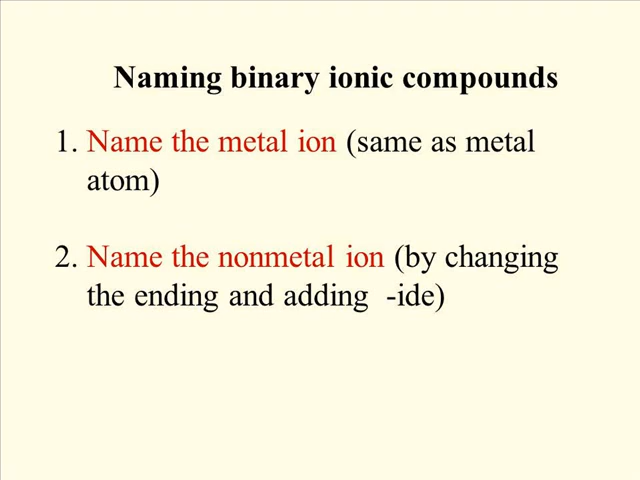 Naming binary ionic compounds
1. Name the metal ion (same as metal
atom)
2. Name the nonmetal ion (by changing
the ending and adding -ide)